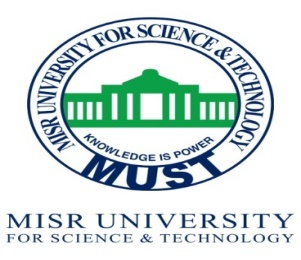 MISR UNIVERSITY FOR SCIENCE & TECHNOLOGY
KNOWLEDGE IS POWER
MUST
MISR UNIVERSITY
FOR SCIENCE & TECHNOLOGY